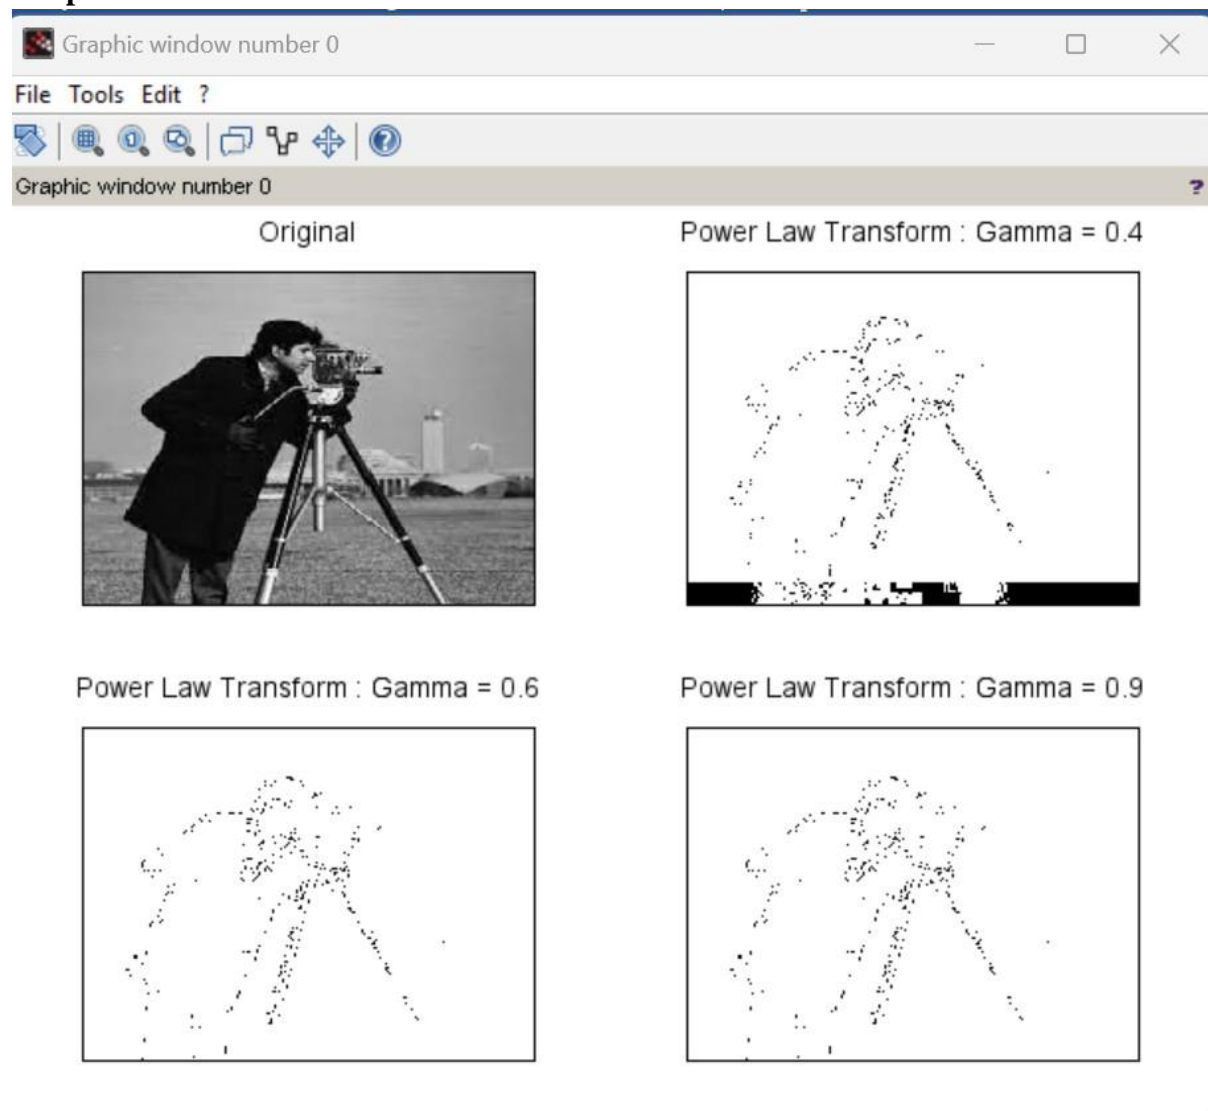 Graphic window number 0
File Tools Edit ?
Graphic window number 0 ?
Original
Power Law Transform : Gamma = 0.4
Power Law Transform : Gamma = 0.6
Power Law Transform : Gamma = 0.9